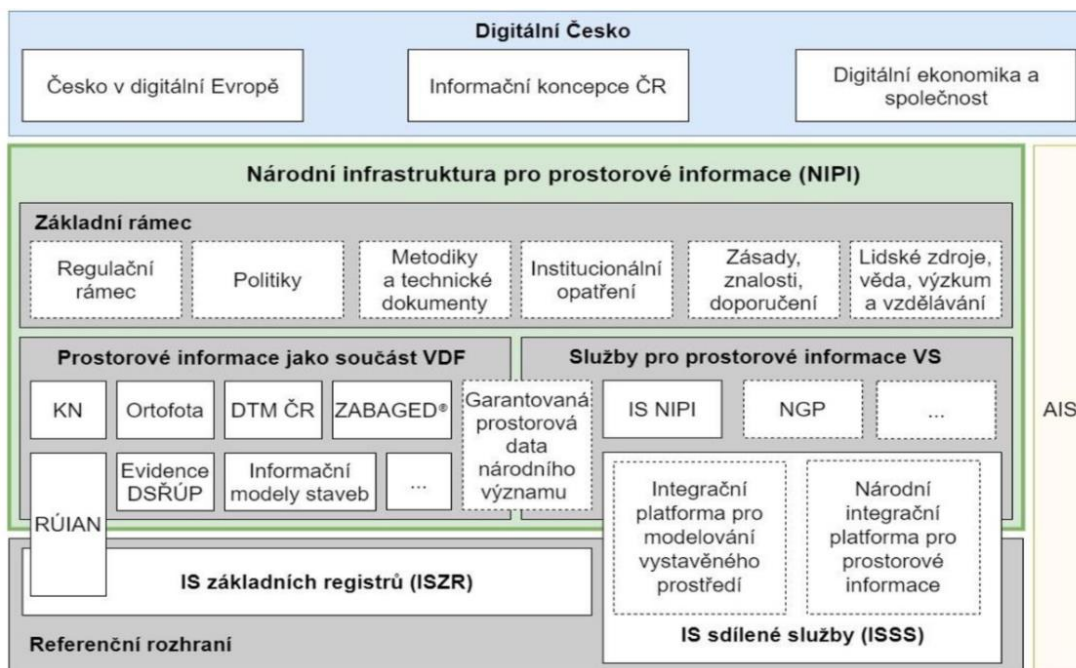 Digitální Česko
Česko v digitální Evropě
Informační koncepce ČR
Digitální ekonomika a
společnost
Národní infrastruktura pro prostorové informace (NIPI)
Základní rámec
Regulační
rámec
Politiky
Metodiky
a technické
dokumenty
Institucionální
opatření
Zásady,
znalosti,
doporučení
Lidské zdroje,
věda, výzkum
a vzdělávání
Prostorové informace jako součást VDF
KN
Ortofota
DTM ČR
ZABAGED®
Garantovaná
prostorová
data
národního
významu
RÚIAN
Evidence
DSŘÚP
Informační
modely staveb
...
Služby pro prostorové informace VS
IS NIPI
NGP
...
Integrační
platforma pro
modelování
vystavěného
prostředí
Národní
integrační
platforma pro
prostorové
informace
IS sdílené služby (ISSS)
IS základních registrů (ISZR)
Referenční rozhraní
AIS